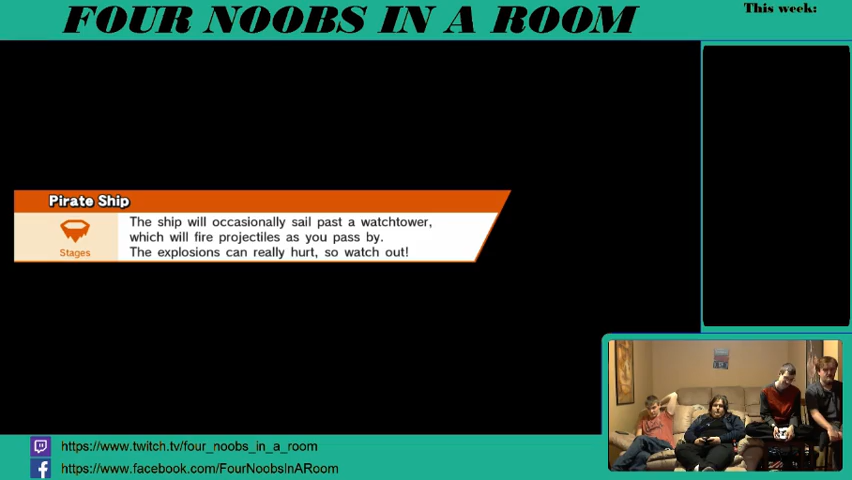 FOUR NOOBS IN A ROOM
This week:
Pirate Ship
The ship will occasionally sail past a watchtower,
which will fire projectiles as you pass by.
Stages
The explosions can really hurt, so watch out!
https://www.twitch.tv/four_noobs_in_a_room
https://www.facebook.com/FourNoobsInARoom